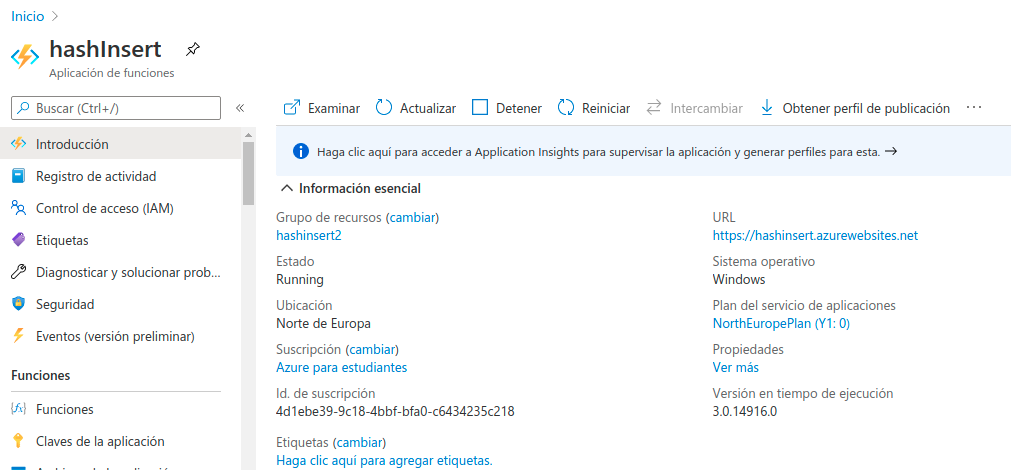 Inicio
hashInsert
Aplicación de funciones
Buscar (Ctrl+/)
Introducción
Registro de actividad
Control de acceso (IAM)
Etiquetas
Diagnosticar y solucionar prob...
Seguridad
Eventos (versión preliminar)
Funciones
Funciones
Claves de la aplicación
Examinar
Actualizar
Detener
Reiniciar
Intercambiar
Obtener perfil de publicación
Haga clic aquí para acceder a Application Insights para supervisar la aplicación y generar perfiles para esta.
Información esencial
Grupo de recursos (cambiar)
hashinsert2
Estado
Running
Ubicación
Norte de Europa
Suscripción (cambiar)
Azure para estudiantes
Id. de suscripción
4d1ebe39-9c18-4bbf-bfa0-c6434235c218
Etiquetas (cambiar)
Haga clic aquí para agregar etiquetas.
URL
https://hashinsert.azurewebsites.net
Sistema operativo
Windows
Plan del servicio de aplicaciones
NorthEuropePlan (Y1: 0)
Propiedades
Ver más
Versión en tiempo de ejecución
3.0.14916.0